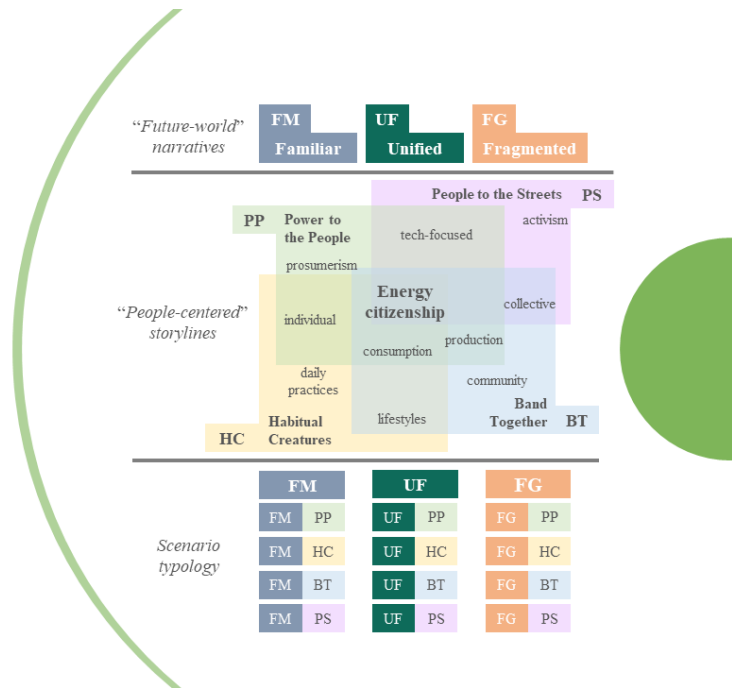 “Future-world” narratives
FM UF FG
Familiar Unified Fragmented
People to the Streets PS
PP Power to the People
activism
tech-focused
prosumerism
“People-centered” storylines
Energy citizenship
collective
individual
production
consumption
daily practices
community
Band Together BT
lifestyles
HC Habitual Creatures
Scenario typology
FM UF FG
FM PP UF PP FG PP
FM HC UF HC FG HC
FM BT UF BT FG BT
FM PS UF PS FG PS